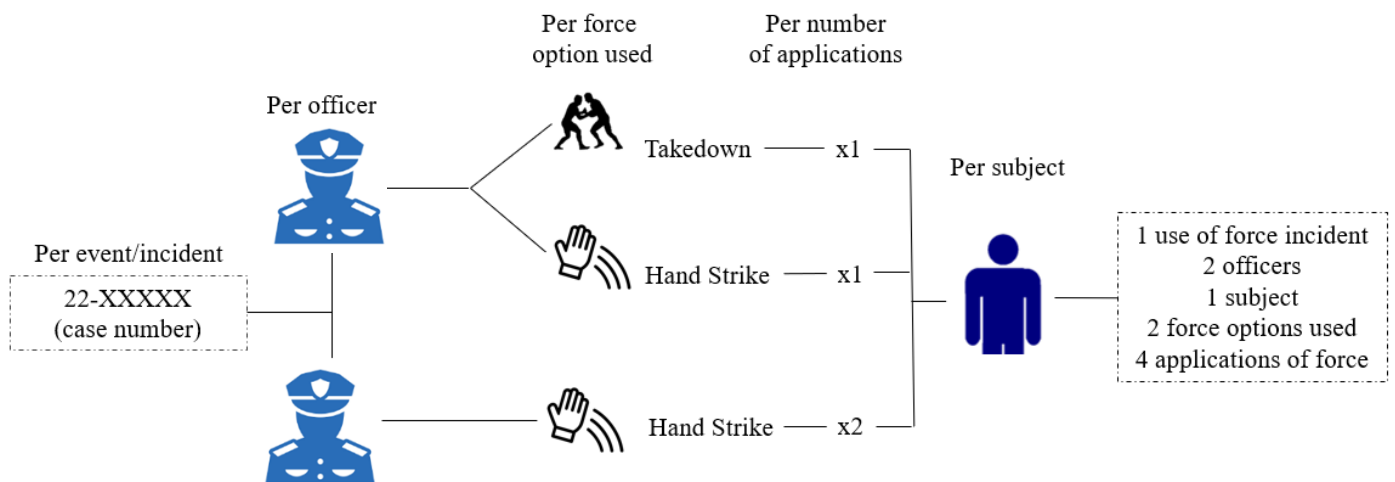 Per force
option used
Per number
of applications
Per officer
Takedown
x1
Per subject
Per event/incident
22-XXXXX
(case number)
Hand Strike
x1
1 use of force incident
2 officers
1 subject
2 force options used
4 applications of force
Hand Strike
x2